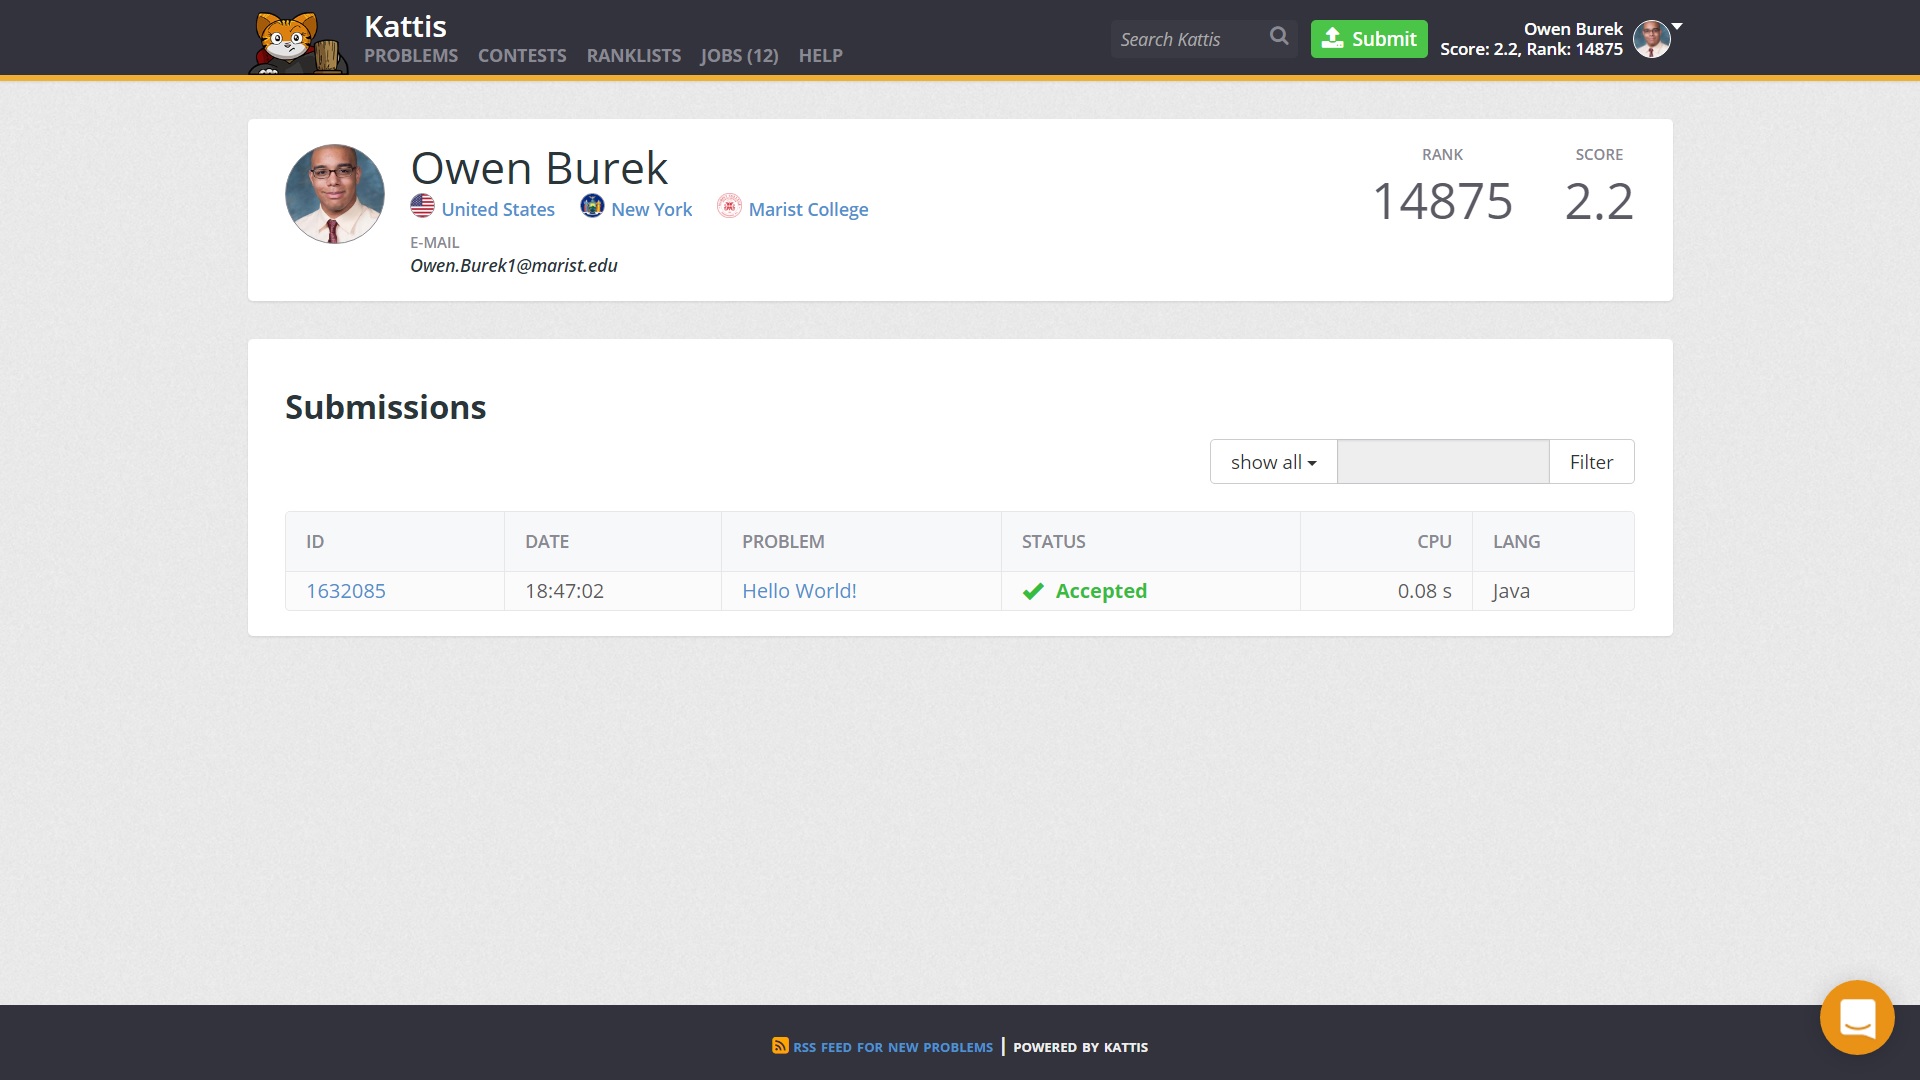 Kattis
PROBLEMS CONTESTS RANKLISTS JOBS (12) HELP
Search Kattis
Submit
Owen Burek
Score: 2.2, Rank: 14875
Owen Burek
United States New York Marist College
E-MAIL
Owen.Burek1@marist.edu
RANK SCORE
14875 2.2
Submissions
show all Filter
ID DATE PROBLEM STATUS CPU LANG
1632085 18:47:02 Hello World! Accepted 0.08 s Java
RSS FEED FOR NEW PROBLEMS | POWERED BY KATTIS